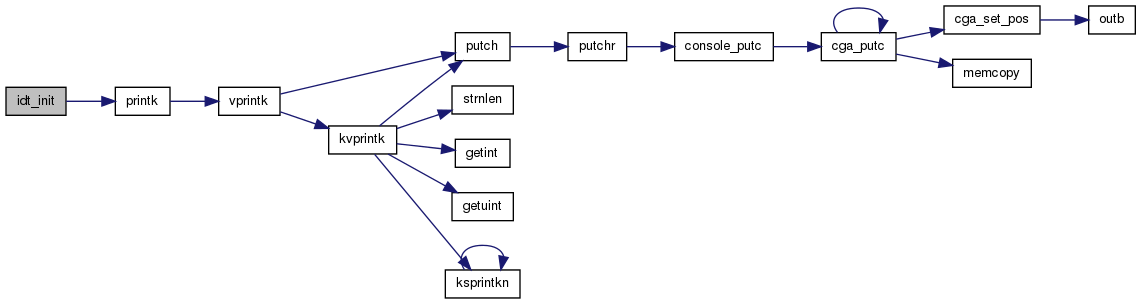 idt_init
printk
vprintk
kvprintk
putch
strnlen
getint
getuint
ksprintkn
putchr
console_putc
cga_putc
cga_set_pos
memcopy
outb